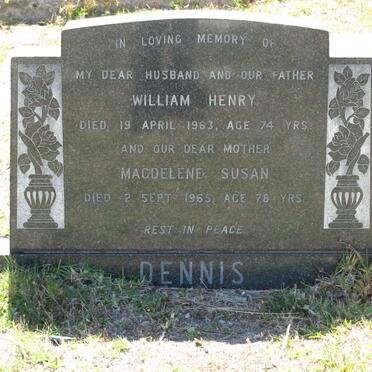 IN LOVING MEMORY OF
MY DEAR HUSBAND AND OUR FATHER
WILLIAM HENRY
DIED 19 APRIL 1963, AGE 74 YRS
AND OUR DEAR MOTHER
MAGDELENE SUSAN
DIED 2 SEPT 1965, AGE 78 YRS.
REST IN PEACE
DENNIS